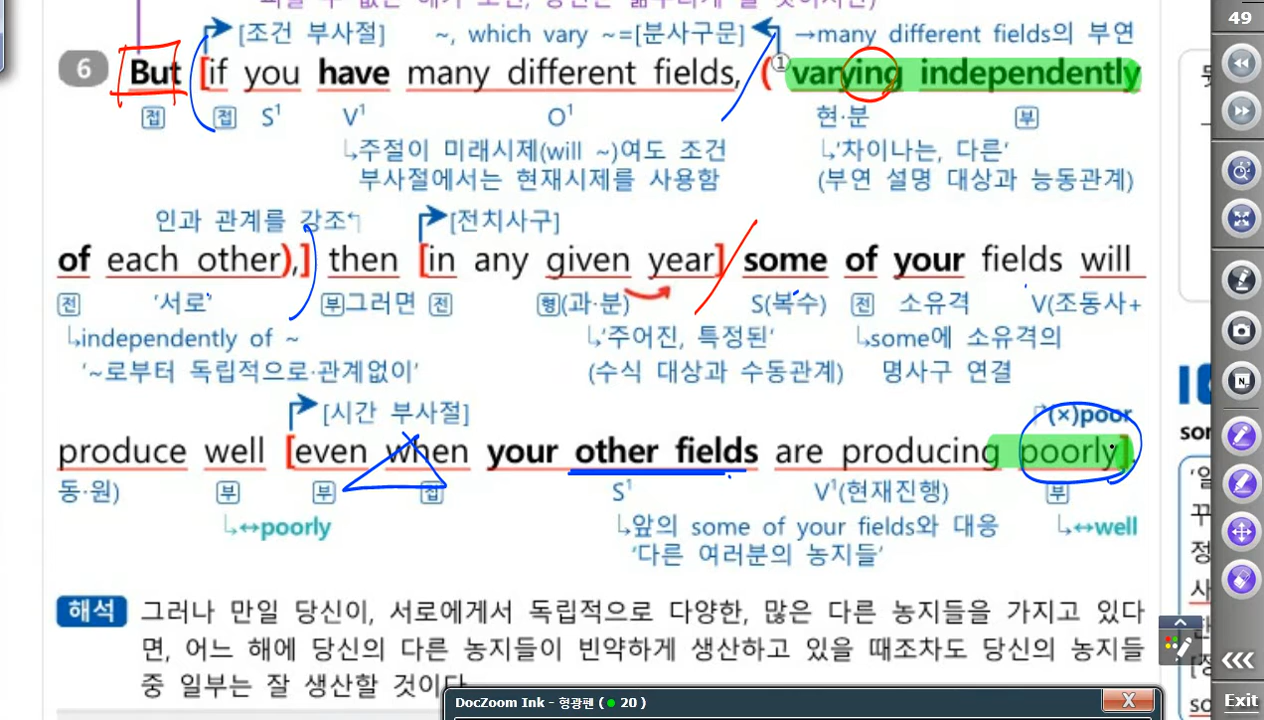 49
[조건 부사절] ~, which vary ~=[분사구문] →many different fields의 부연
6 But [if you have many different fields, (①varying independently
접 접 S¹ V¹ O¹ 현·분 부
↳주절이 미래시제(will ~)여도 조건 ↳'차이나는, 다른'
부사절에서는 현재시제를 사용함 (부연 설명 대상과 능동관계)
인과 관계를 강조 [전치사구]
of each other),] then [in any given year] some of your fields will
전 '서로' 부그러면 전 형(과·분) S(복수) 전 소유격 V(조동사+
↳independently of ~ ↳'주어진, 특정된' ↳some에 소유격의
'~로부터 독립적으로·관계없이' (수식 대상과 수동관계) 명사구 연결
[시간 부사절] (×)poor
produce well [even when your other fields are producing poorly].
동·원) 부 부 접 S¹ V¹(현재진행) 부
↳↔poorly ↳앞의 some of your fields와 대응 ↳↔well
'다른 여러분의 농지들'
해석 그러나 만일 당신이, 서로에게서 독립적으로 다양한, 많은 다른 농지들을 가지고 있다
면, 어느 해에 당신의 다른 농지들이 빈약하게 생산하고 있을 때조차도 당신의 농지들
중 일부는 잘 생산할 것이다
DocZoom Ink - 형광펜 ( 20 ) X
Exit